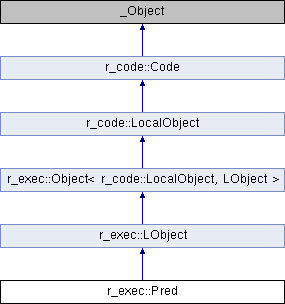 _Object
r_code::Code
r_code::LocalObject
r_exec::Object< r_code::LocalObject, LObject >
r_exec::LObject
r_exec::Pred